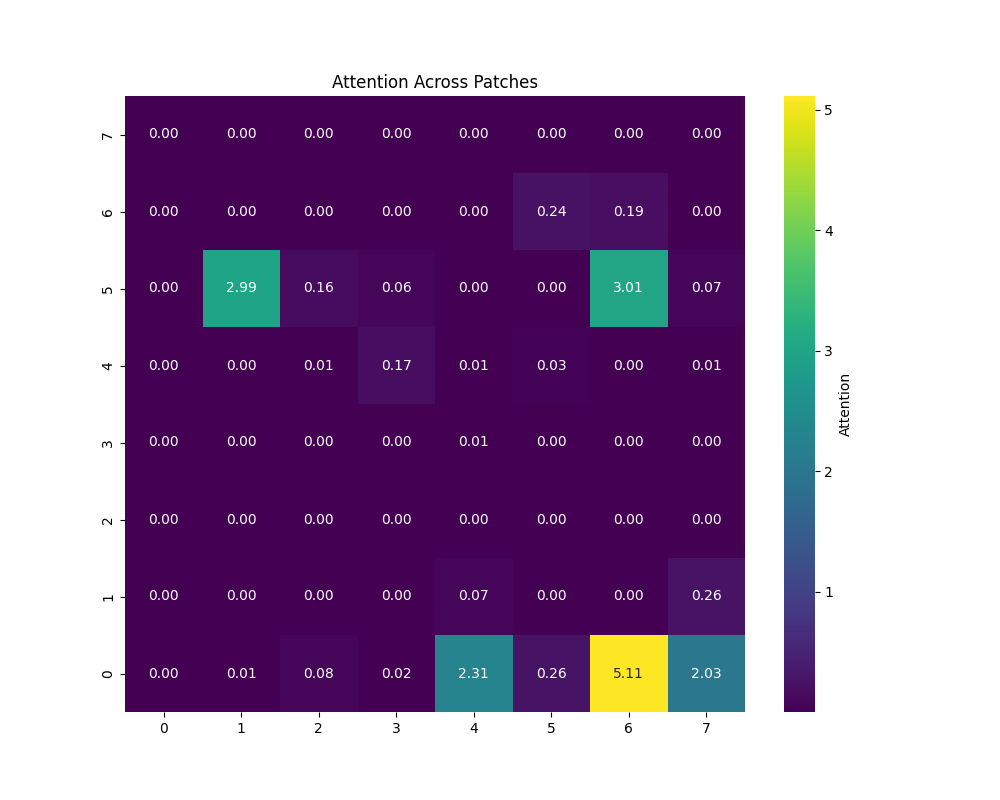 Attention Across Patches
7 0.00 0.00 0.00 0.00 0.00 0.00 0.00 0.00
6 0.00 0.00 0.00 0.00 0.00 0.24 0.19 0.00
5 0.00 2.99 0.16 0.06 0.00 0.00 3.01 0.07
4 0.00 0.00 0.01 0.17 0.01 0.03 0.00 0.01
3 0.00 0.00 0.00 0.00 0.01 0.00 0.00 0.00
2 0.00 0.00 0.00 0.00 0.00 0.00 0.00 0.00
1 0.00 0.00 0.00 0.00 0.07 0.00 0.00 0.26
0 0.00 0.01 0.08 0.02 2.31 0.26 5.11 2.03
0 1 2 3 4 5 6 7
5
4
3
2
1
Attention